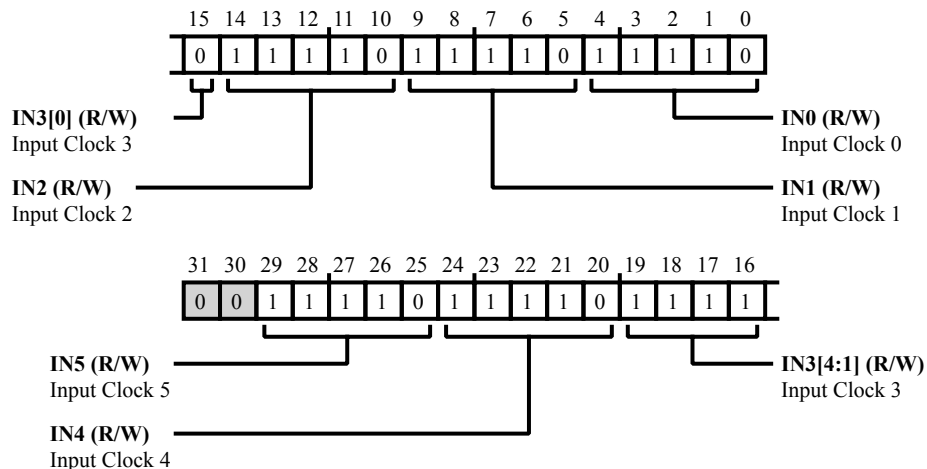 15 14 13 12 11 10 9 8 7 6 5 4 3 2 1 0
0 1 1 1 1 0 1 1 1 1 0 1 1 1 1 0
IN3[0] (R/W)
Input Clock 3
IN0 (R/W)
Input Clock 0
IN2 (R/W)
Input Clock 2
IN1 (R/W)
Input Clock 1
31 30 29 28 27 26 25 24 23 22 21 20 19 18 17 16
0 0 1 1 1 1 0 1 1 1 1 0 1 1 1 1
IN5 (R/W)
Input Clock 5
IN3[4:1] (R/W)
Input Clock 3
IN4 (R/W)
Input Clock 4